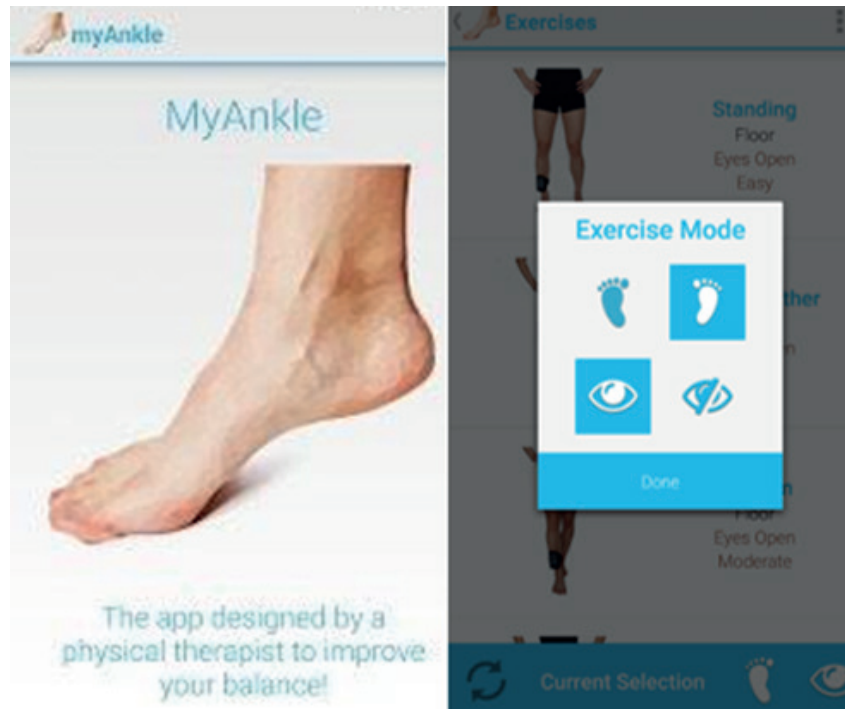 myAnkle
MyAnkle
The app designed by a
physical therapist to improve
your balance!
Exercises
Standing
Floor
Eyes Open
Easy
Exercise Mode
Done
Floor
Eyes Open
Moderate
Current Selection